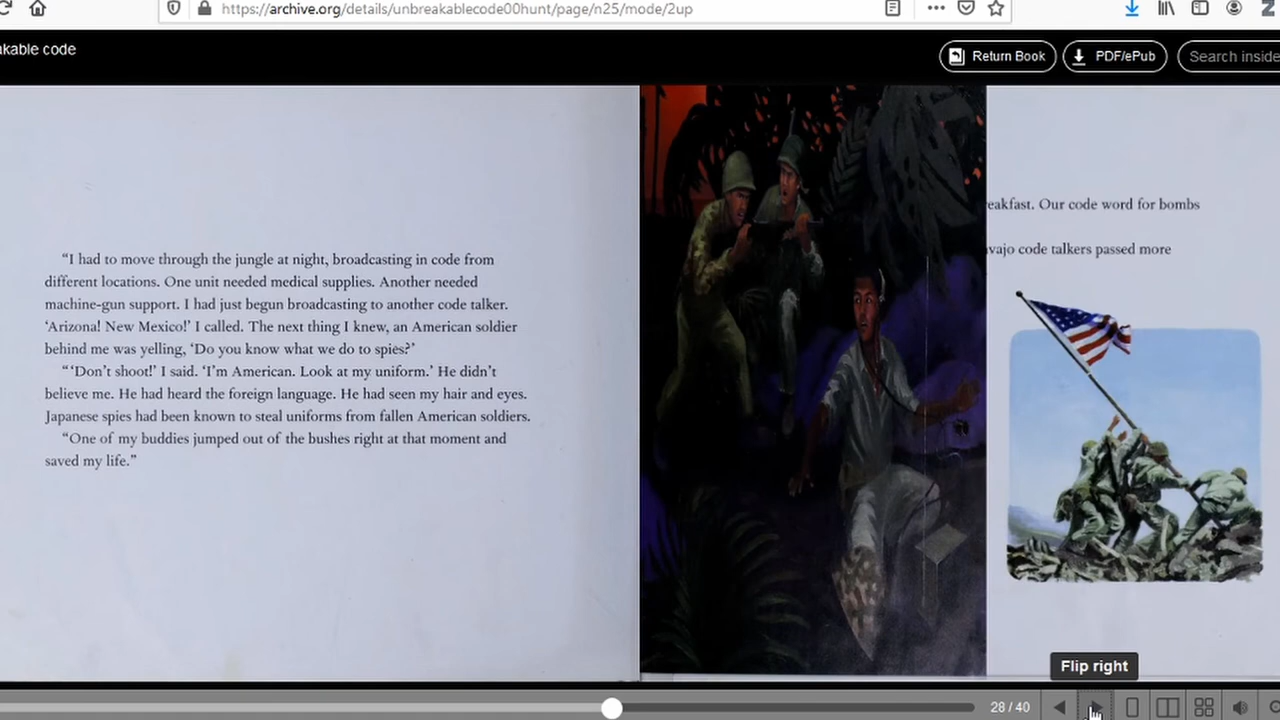 https://archive.org/details/unbreakablecode00hunt/page/n25/mode/2up
akable code
Return Book
PDF/ePub
Search inside
“I had to move through the jungle at night, broadcasting in code from
different locations. One unit needed medical supplies. Another needed
machine-gun support. I had just begun broadcasting to another code talker.
‘Arizona! New Mexico!’ I called. The next thing I knew, an American soldier
behind me was yelling, ‘Do you know what we do to spies?’
“‘Don’t shoot!’ I said. ‘I’m American. Look at my uniform.’ He didn’t
believe me. He had heard the foreign language. He had seen my hair and eyes.
Japanese spies had been known to steal uniforms from fallen American soldiers.
“One of my buddies jumped out of the bushes right at that moment and
saved my life.”
eakfast. Our code word for bombs
avajo code talkers passed more
Flip right
28 / 40